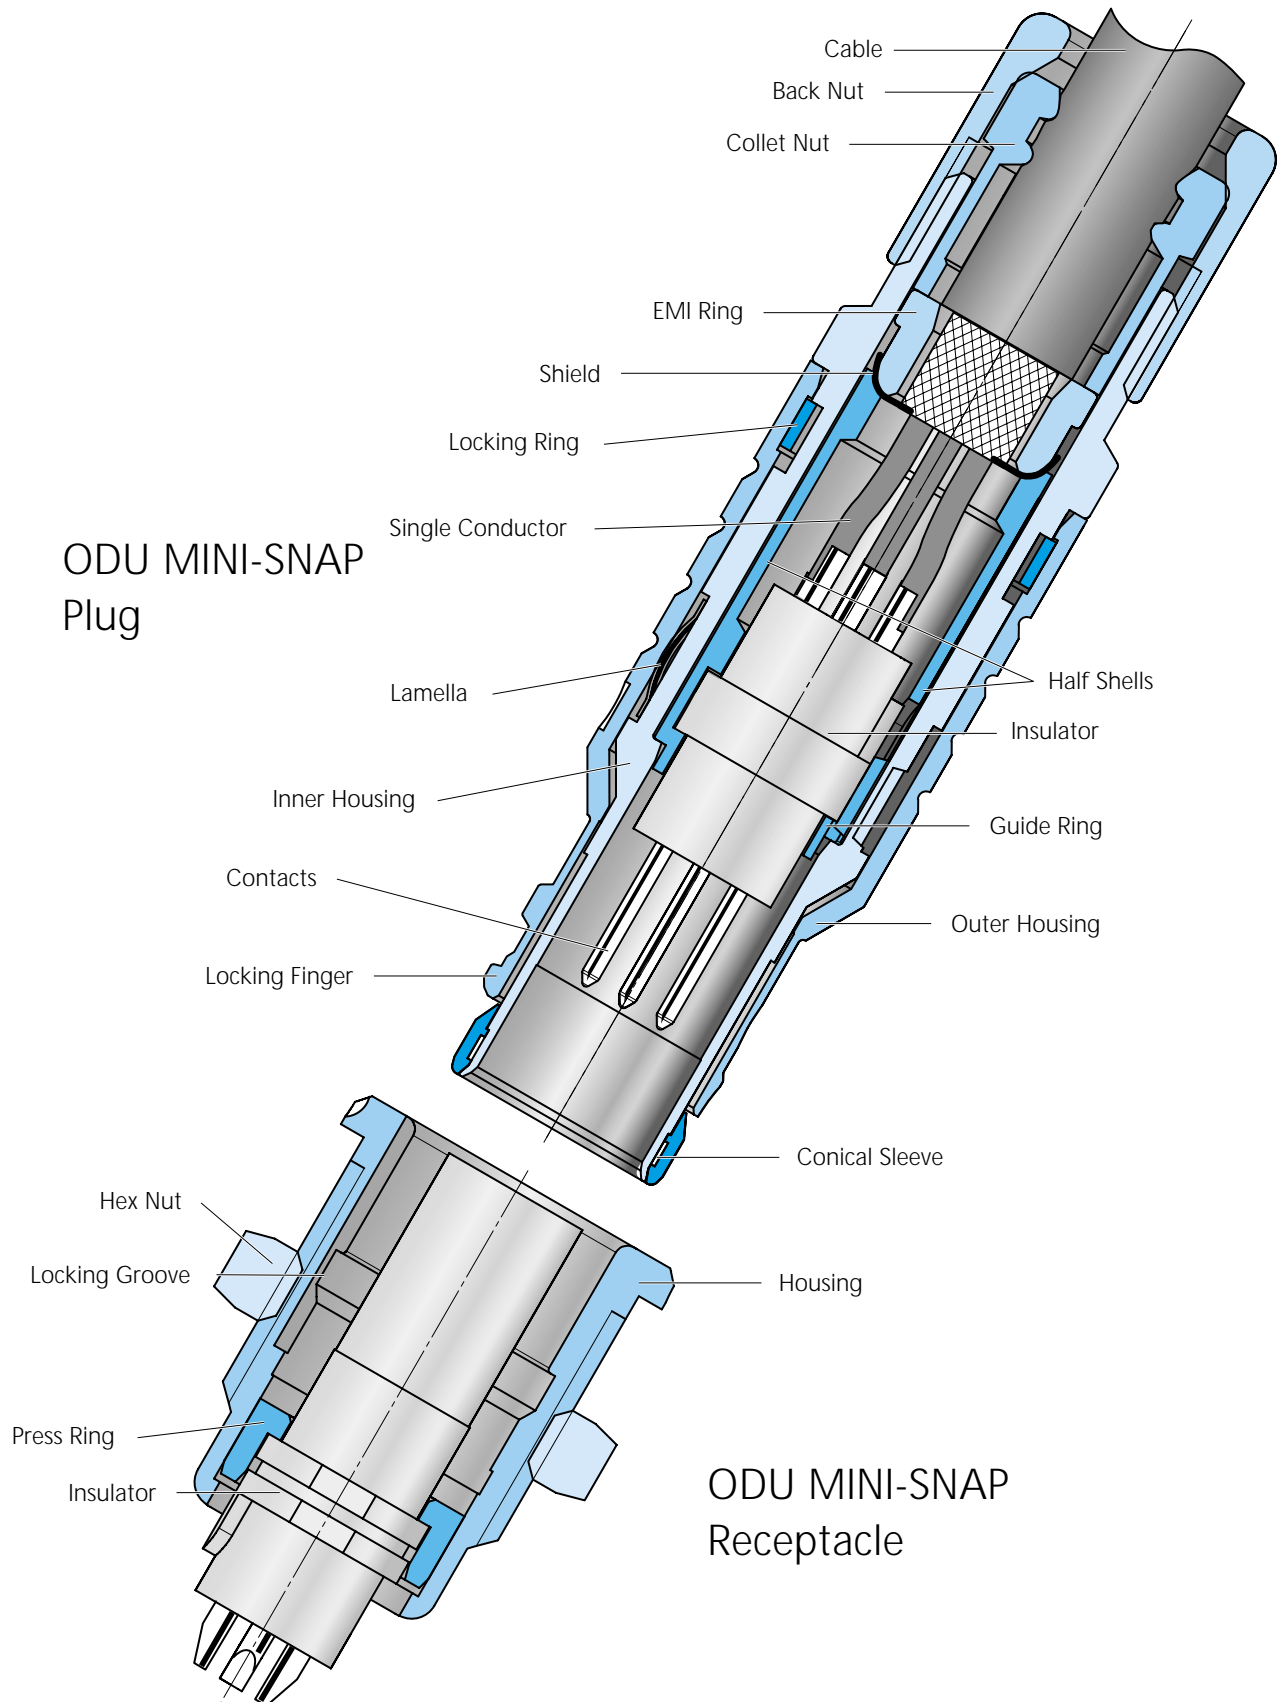 Cable
Back Nut
Collet Nut
EMI Ring
Shield
Locking Ring
Single Conductor
ODU MINI-SNAP
Plug
Lamella
Half Shells
Insulator
Inner Housing
Guide Ring
Contacts
Outer Housing
Locking Finger
Conical Sleeve
Hex Nut
Locking Groove
Housing
Press Ring
Insulator
ODU MINI-SNAP
Receptacle